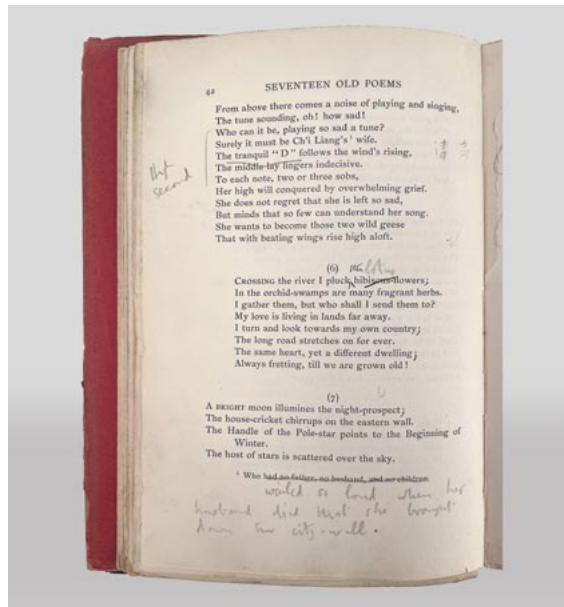 42 SEVENTEEN OLD POEMS
From above there comes a noise of playing and singing,
The tune sounding, oh! how sad!
Who can it be, playing so sad a tune?
Surely it must be Ch'i Liang's¹ wife.
The tranquil "D" follows the wind's rising,
The middle lay lingers indecisive.
To each note, two or three sobs,
Her high will conquered by overwhelming grief.
She does not regret that she is left so sad,
But minds that so few can understand her song.
She wants to become those two wild geese
That with beating wings rise high aloft.
second
(6)
CROSSING the river I pluck hibiscus-flowers;
In the orchid-swamps are many fragrant herbs.
I gather them, but who shall I send them to?
My love is living in lands far away.
I turn and look towards my own country;
The long road stretches on for ever.
The same heart, yet a different dwelling;
Always fretting, till we are grown old!
(7)
A BRIGHT moon illumines the night-prospect;
The house-cricket chirrups on the eastern wall.
The Handle of the Pole-star points to the Beginning of
Winter.
The host of stars is scattered over the sky.
¹ Who had no father, no husband, and no children
wailed so loud when her
husband died that she brought
down the city-wall.